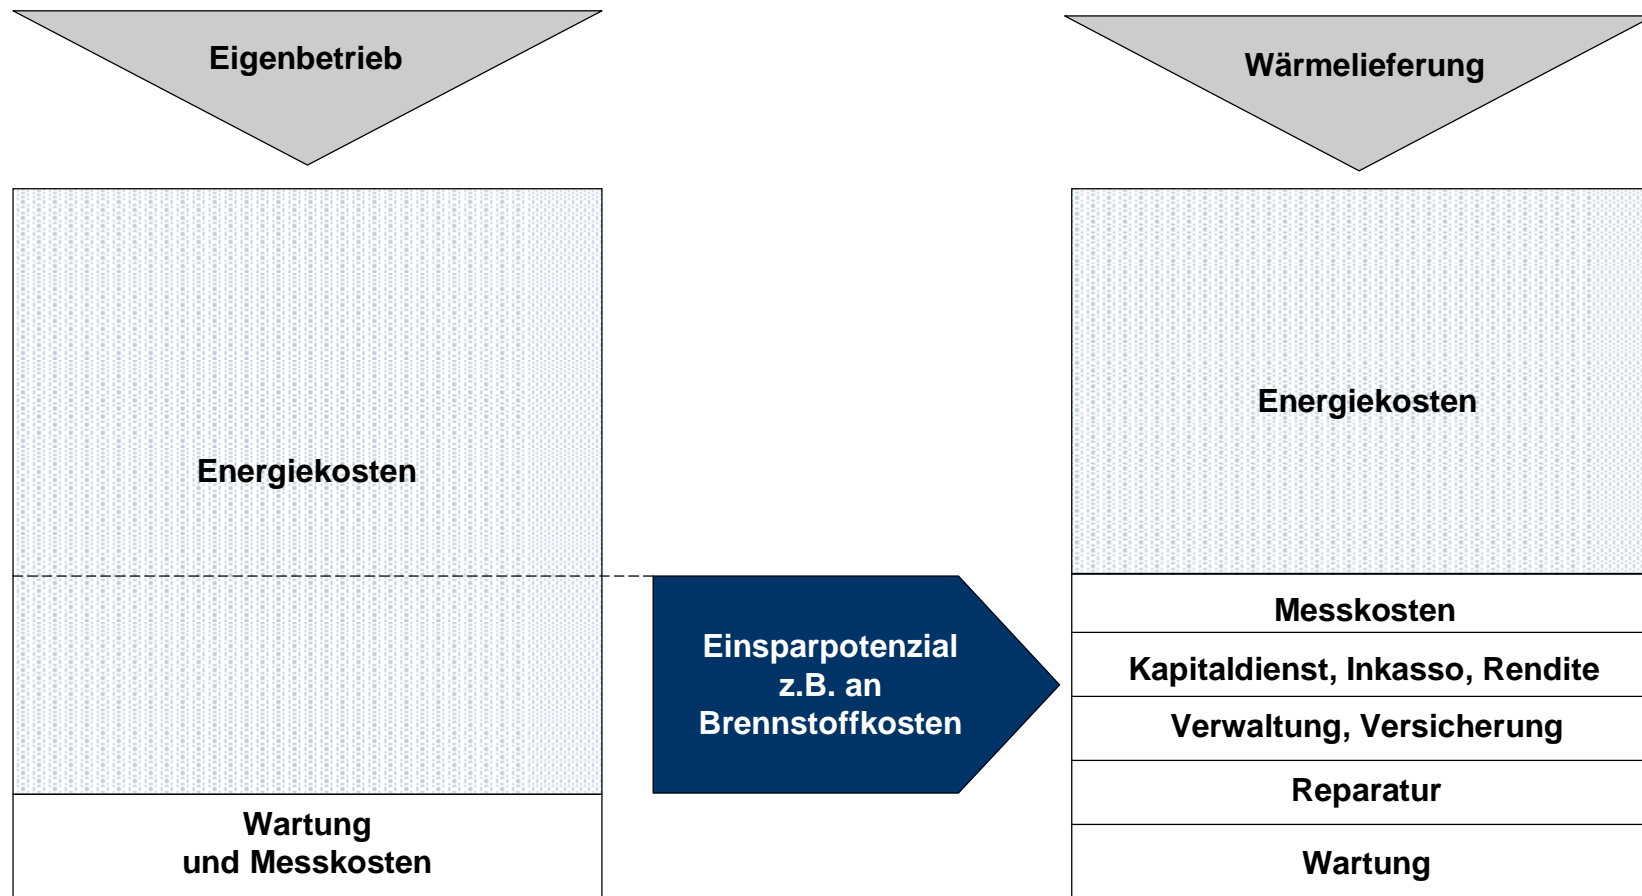 Eigenbetrieb
Wärmelieferung
Energiekosten
Energiekosten
Einsparpotenzial
z.B. an
Brennstoffkosten
Messkosten
Kapitaldienst, Inkasso, Rendite
Verwaltung, Versicherung
Reparatur
Wartung
und Messkosten
Wartung